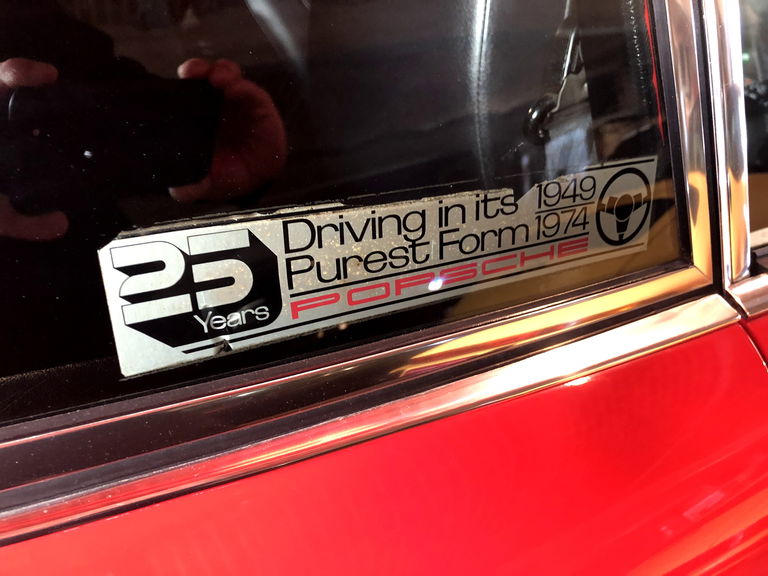 25
Years
Driving in its 1949
Purest Form 1974
PORSCHE